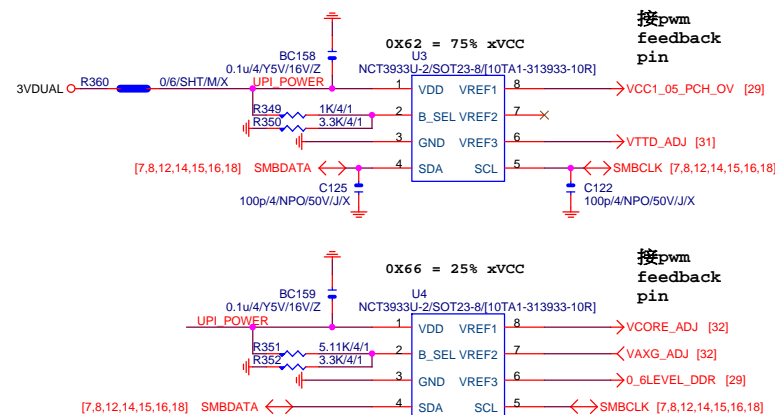 接pwm
feedback
pin
BC158
0.1u/4/Y5V/16V/Z
0X62 = 75% xVCC
U3
NCT3933U-2/SOT23-8/[10TA1-313933-10R]
3VDUAL
R360
0/6/SHT/M/X
UPI_POWER
1
VDD
VREF1
8
VCC1_05_PCH_OV [29]
R349
1K/4/1
2
B_SEL
VREF2
7
R350
3.3K/4/1
3
GND
VREF3
6
VTTD_ADJ [31]
[7,8,12,14,15,16,18]
SMBDATA
4
SDA
SCL
5
SMBCLK [7,8,12,14,15,16,18]
C125
100p/4/NPO/50V/J/X
C122
100p/4/NPO/50V/J/X
接pwm
feedback
pin
BC159
0.1u/4/Y5V/16V/Z
0X66 = 25% xVCC
U4
NCT3933U-2/SOT23-8/[10TA1-313933-10R]
UPI_POWER
1
VDD
VREF1
8
VCORE_ADJ [32]
R351
5.11K/4/1
2
B_SEL
VREF2
7
VAXG_ADJ [32]
R352
3.3K/4/1
3
GND
VREF3
6
0_6LEVEL_DDR [29]
[7,8,12,14,15,16,18]
SMBDATA
4
SDA
SCL
5
SMBCLK [7,8,12,14,15,16,18]